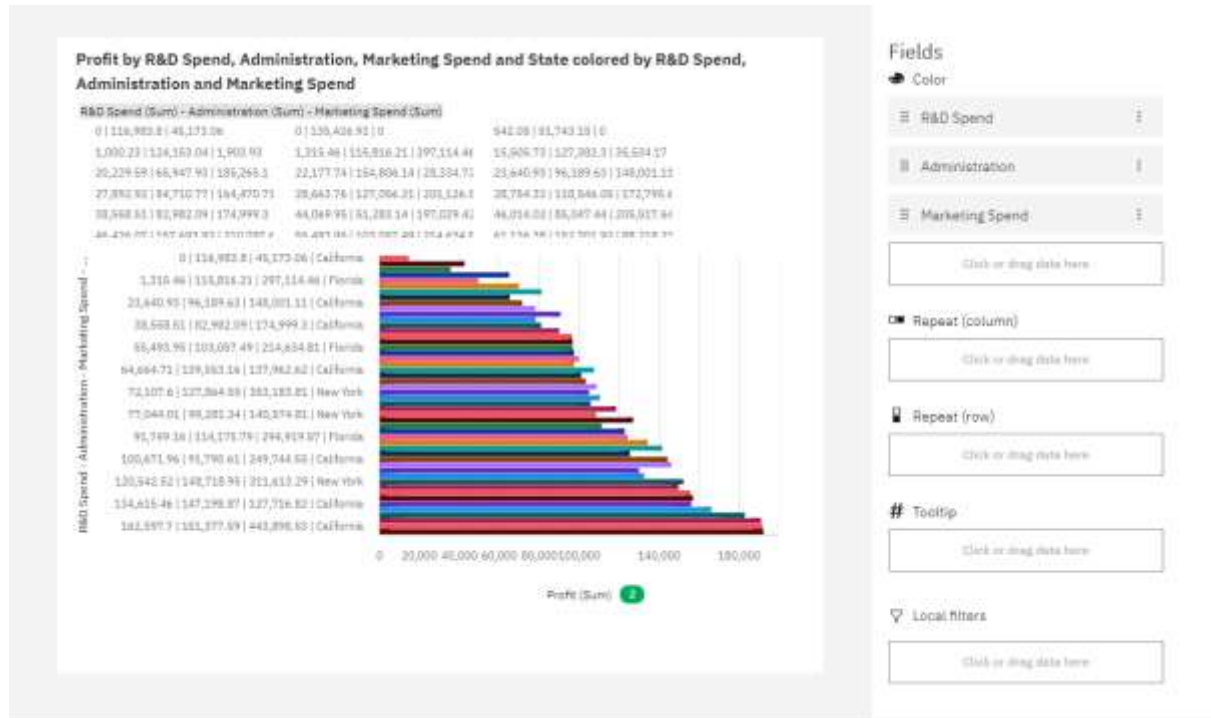 Profit by R&D Spend, Administration, Marketing Spend and State colored by R&D Spend,
Administration and Marketing Spend
R&D Spend (Sum) - Administration (Sum) - Marketing Spend (Sum)
0 | 116,983.8 | 45,173.06 0 | 135,426.92 | 0 542.05 | 51,743.15 | 0
1,000.23 | 124,153.04 | 1,903.93 1,315.46 | 115,816.21 | 297,114.46 15,505.73 | 127,382.3 | 35,534.17
20,229.59 | 65,947.93 | 185,265.1 22,177.74 | 154,806.14 | 28,334.72 23,640.93 | 96,189.63 | 148,001.11
27,892.92 | 84,710.77 | 164,470.71 28,663.76 | 127,056.21 | 201,126.8 28,754.33 | 118,546.05 | 172,795.6
38,558.51 | 82,982.09 | 174,999.3 44,069.95 | 51,283.14 | 197,029.42 46,014.02 | 85,047.44 | 205,517.64
R&D Spend - Administration - Marketing Spend - ...
0 | 116,983.8 | 45,173.06 | California
1,315.46 | 115,816.21 | 297,114.46 | Florida
23,640.93 | 96,189.63 | 148,001.11 | California
38,558.51 | 82,982.09 | 174,999.3 | California
55,493.95 | 103,057.49 | 214,634.81 | Florida
64,664.71 | 139,553.16 | 137,962.62 | California
72,107.6 | 127,864.55 | 353,183.81 | New York
77,044.01 | 99,281.34 | 140,574.81 | New York
91,749.16 | 114,175.79 | 294,919.57 | Florida
100,671.96 | 91,790.61 | 249,744.55 | California
120,542.52 | 148,718.95 | 311,613.29 | New York
134,615.46 | 147,198.87 | 127,716.82 | California
162,597.7 | 151,377.59 | 443,898.53 | California
0 20,000 40,000 60,000 80,000 100,000 140,000 180,000
Profit (Sum) 2
Fields
Color
R&D Spend
Administration
Marketing Spend
Click or drag data here
Repeat (column)
Click or drag data here
Repeat (row)
Click or drag data here
# Tooltip
Click or drag data here
Local filters
Click or drag data here